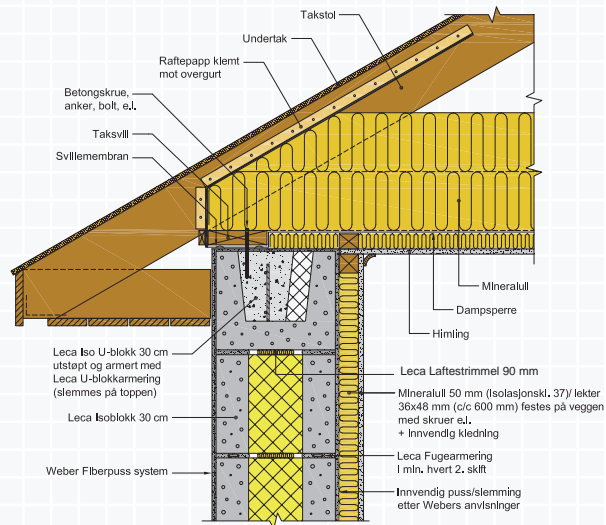 Takstol
Undertak
Raftepapp klemt
mot overgurt
Betongskrue,
anker, bolt, e.l.
Taksvill
Svillemembran
Mineralull
Dampsperre
Himling
Leca Iso U-blokk 30 cm
utstøpt og armert med
Leca U-blokkarmering
(slemmes på toppen)
Leca Laftestrimmel 90 mm
Mineralull 50 mm (Isolasjonskl. 37)/ lekter
36x48 mm (c/c 600 mm) festes på veggen
med skruer e.l.
+ Innvendig kledning
Leca Isoblokk 30 cm
Leca Fugearmering
i min. hvert 2. skift
Weber Fiberpuss system
Innvendig puss/slemming
etter Webers anvisninger